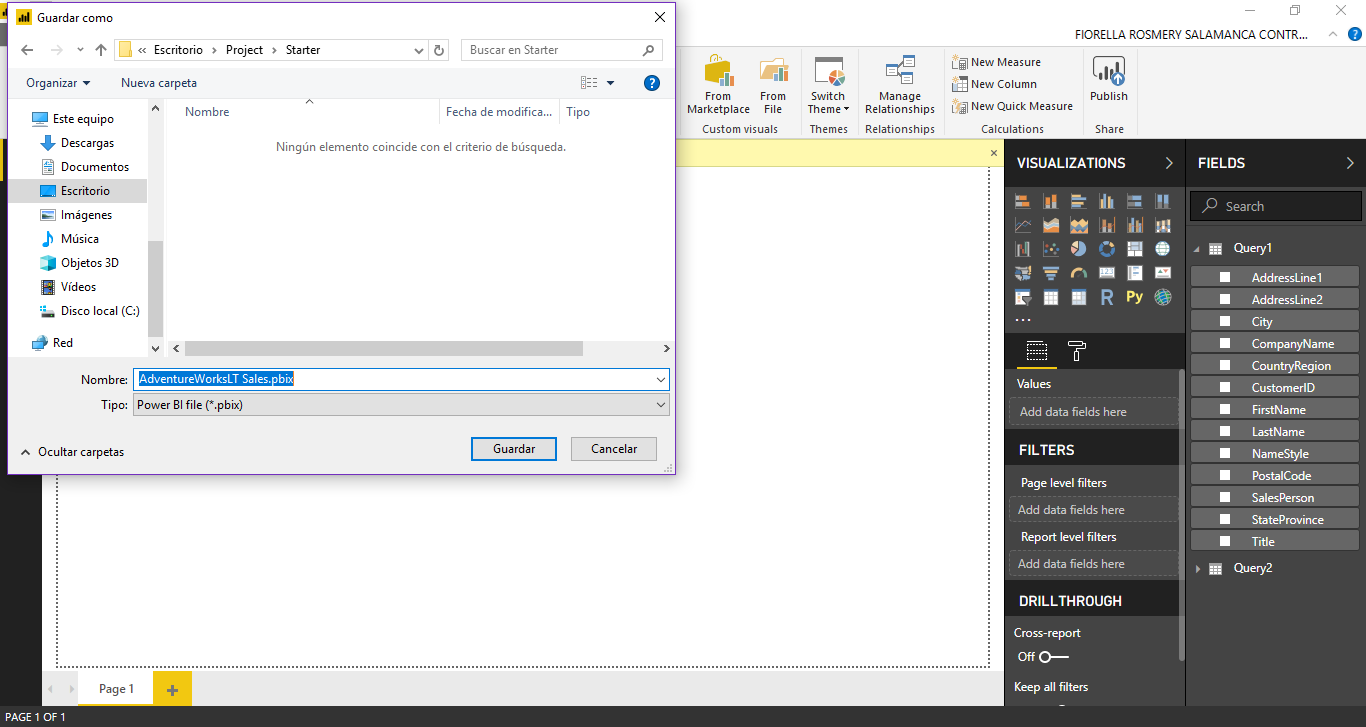 Guardar como
« Escritorio › Project › Starter
Buscar en Starter
Organizar
Nueva carpeta
Este equipo
Descargas
Documentos
Escritorio
Imágenes
Música
Objetos 3D
Vídeos
Disco local (C:)
Red
Nombre
Fecha de modifica...
Tipo
Ningún elemento coincide con el criterio de búsqueda.
Nombre: AdventureWorksLT Sales.pbix
Tipo: Power BI file (*.pbix)
Ocultar carpetas
Guardar
Cancelar
FIORELLA ROSMERY SALAMANCA CONTR...
From Marketplace
From File
Custom visuals
Switch Theme
Themes
Manage Relationships
Relationships
New Measure
New Column
New Quick Measure
Calculations
Publish
Share
VISUALIZATIONS
R
Py
Values
Add data fields here
FILTERS
Page level filters
Add data fields here
Report level filters
Add data fields here
DRILLTHROUGH
Cross-report
Off
Keep all filters
FIELDS
Search
Query1
AddressLine1
AddressLine2
City
CompanyName
CountryRegion
CustomerID
FirstName
LastName
NameStyle
PostalCode
SalesPerson
StateProvince
Title
Query2
Page 1
PAGE 1 OF 1